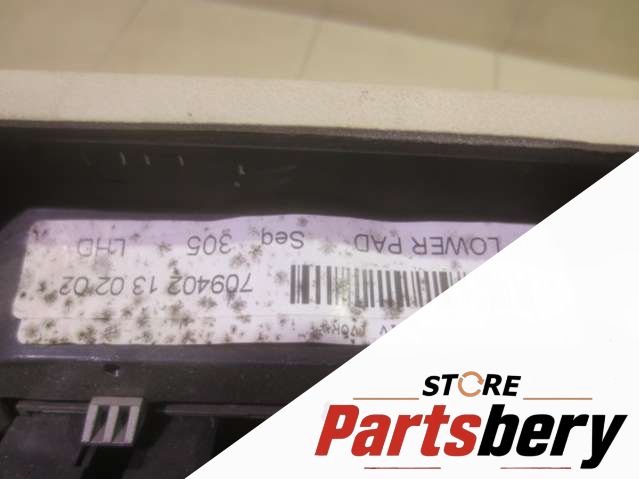 LOWER PAD Seq 305 LHD
709402 13 02 02
STORE
Partsbery